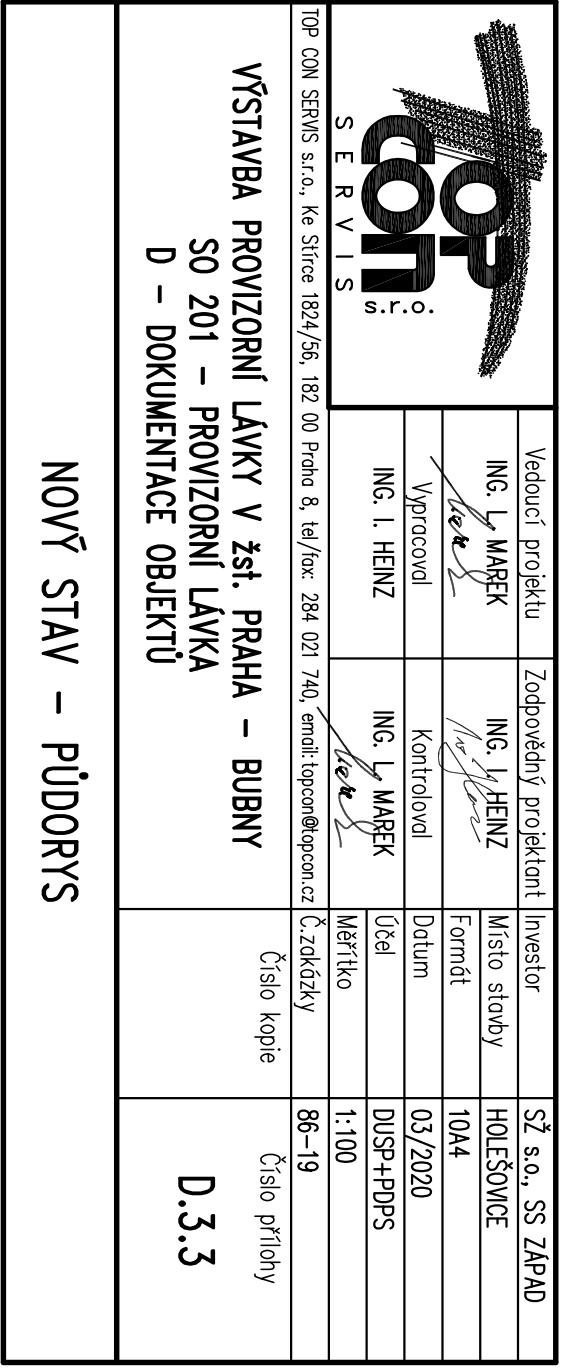 TOP
CON
SERVIS
s.r.o.
Vedoucí projektu
Zodpovědný projektant
ING. L. MAREK
ING. I. HEINZ
Vypracoval
Kontroloval
ING. I. HEINZ
ING. L. MAREK
Investor
SŽ s.o., SS ZÁPAD
Místo stavby
HOLEŠOVICE
Formát
10A4
Datum
03/2020
Účel
DUSP+PDPS
Měřítko
1:100
TOP CON SERVIS s.r.o., Ke Stírce 1824/56, 182 00 Praha 8, tel/fax: 284 021 740, email: topcon@topcon.cz
Č.zakázky
86-19
VÝSTAVBA PROVIZORNÍ LÁVKY V žst. PRAHA - BUBNY
SO 201 - PROVIZORNÍ LÁVKA
D - DOKUMENTACE OBJEKTŮ
Číslo kopie
Číslo přílohy
D.3.3
NOVÝ STAV - PŮDORYS